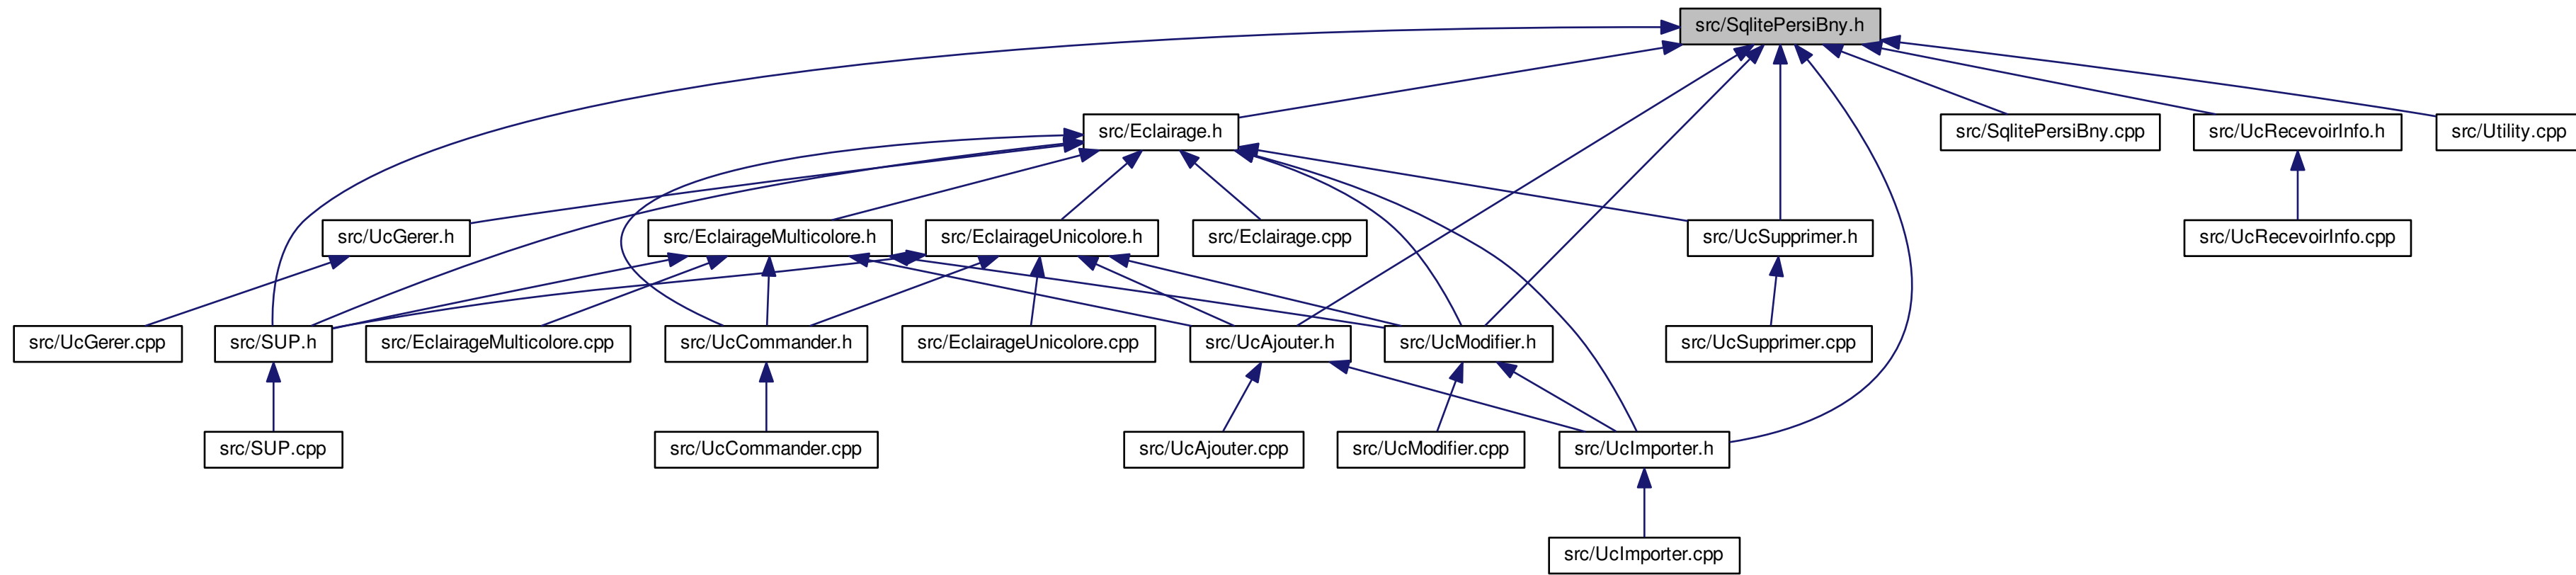 src/SqlitePersiBny.h
src/Eclairage.h
src/SqlitePersiBny.cpp
src/UcRecevoirInfo.h
src/Utility.cpp
src/UcGerer.h
src/EclairageMulticolore.h
src/EclairageUnicolore.h
src/Eclairage.cpp
src/UcSupprimer.h
src/UcRecevoirInfo.cpp
src/UcGerer.cpp
src/SUP.h
src/EclairageMulticolore.cpp
src/UcCommander.h
src/EclairageUnicolore.cpp
src/UcAjouter.h
src/UcModifier.h
src/UcSupprimer.cpp
src/SUP.cpp
src/UcCommander.cpp
src/UcAjouter.cpp
src/UcModifier.cpp
src/UcImporter.h
src/UcImporter.cpp